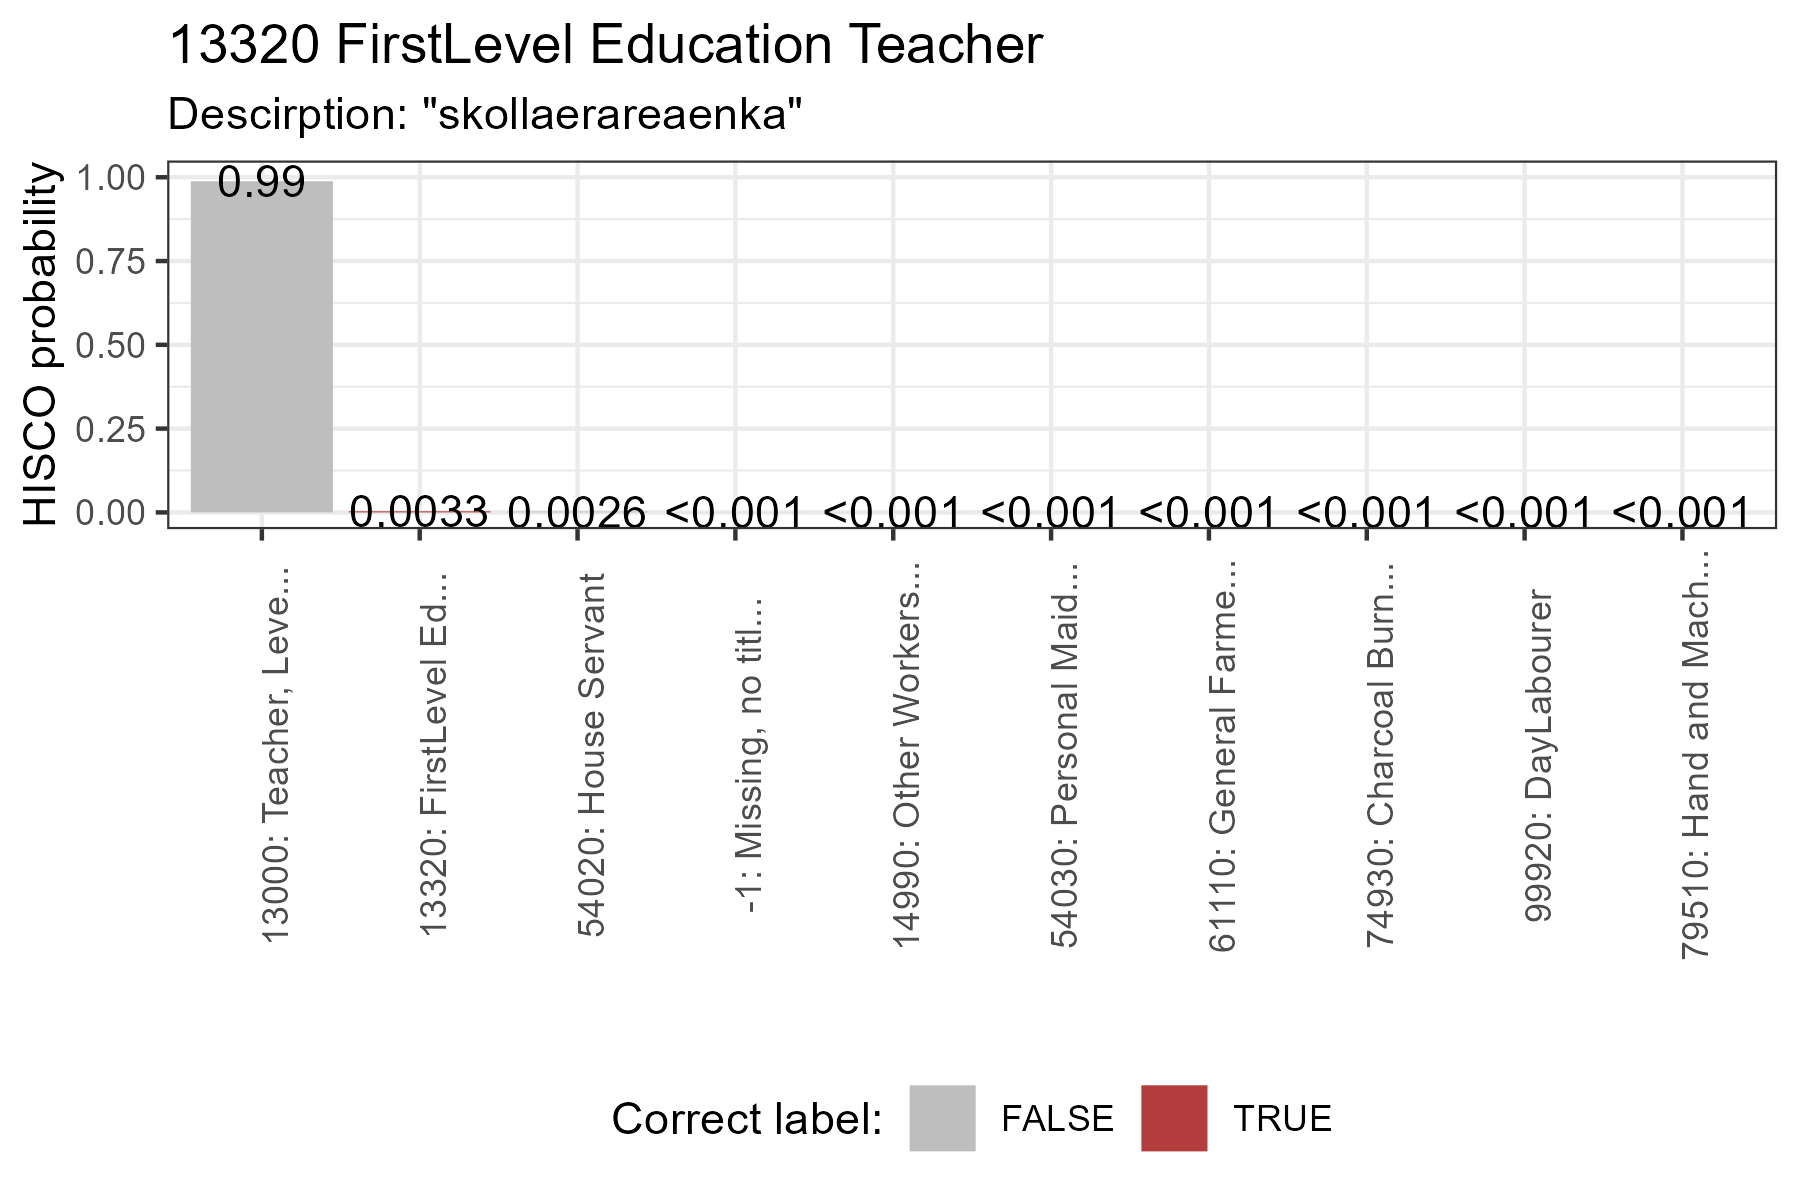 13320 FirstLevel Education Teacher
Descirption: "skollaerareaenka"
HISCO probability
1.00
0.75
0.50
0.25
0.00
0.99
0.0033
0.0026
<0.001
<0.001
<0.001
<0.001
<0.001
<0.001
<0.001
13000: Teacher, Leve...
13320: FirstLevel Ed...
54020: House Servant
-1: Missing, no titl...
14990: Other Workers...
54030: Personal Maid...
61110: General Farme...
74930: Charcoal Burn...
99920: DayLabourer
79510: Hand and Mach...
Correct label:
FALSE
TRUE